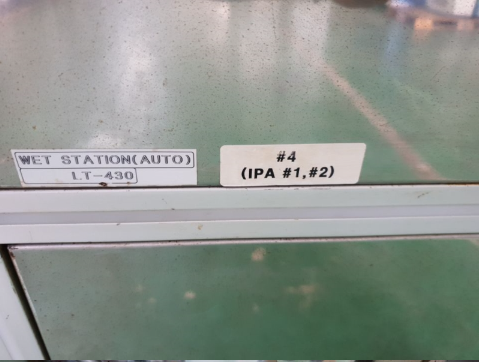 WET STATION(AUTO)
LT-430
#4
(IPA #1,#2)